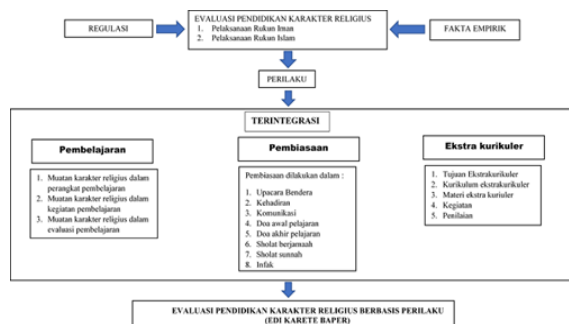 EVALUASI PENDIDIKAN KARAKTER RELIGIUS
1. Pelaksanaan Rukun Iman
2. Pelaksanaan Rukun Islam
REGULASI
FAKTA EMPIRIK
PERILAKU
TERINTEGRASI
Pembelajaran
1. Muatan karakter religius dalam
perangkat pembelajaran
2. Muatan karakter religius dalam
kegiatan pembelajaran
3. Muatan karakter religius dalam
evaluasi pembelajaran
Pembiasaan
Pembiasaan dilakukan dalam :
1. Upacara Bendera
2. Kehadiran
3. Komunikasi
4. Doa awal pelajaran
5. Doa akhir pelajaran
6. Sholat berjamaah
7. Sholat sunnah
8. Infak
Ekstra kurikuler
1. Tujuan Ekstrakurikuler
2. Kurikulum ekstrakurikuler
3. Materi ekstra kuriuler
4. Kegiatan
5. Penilaian
EVALUASI PENDIDIKAN KARAKTER RELIGIUS BERBASIS PERILAKU
(EDI KARETE BAPER)